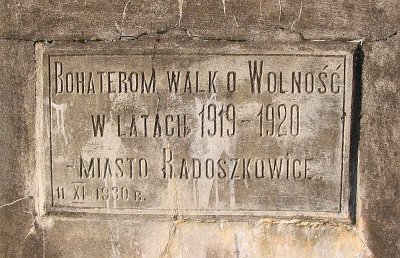 Bohaterom walk o Wolność
w latach 1919-1920
-miasto Radoszkowice
11 XI-1930 r.